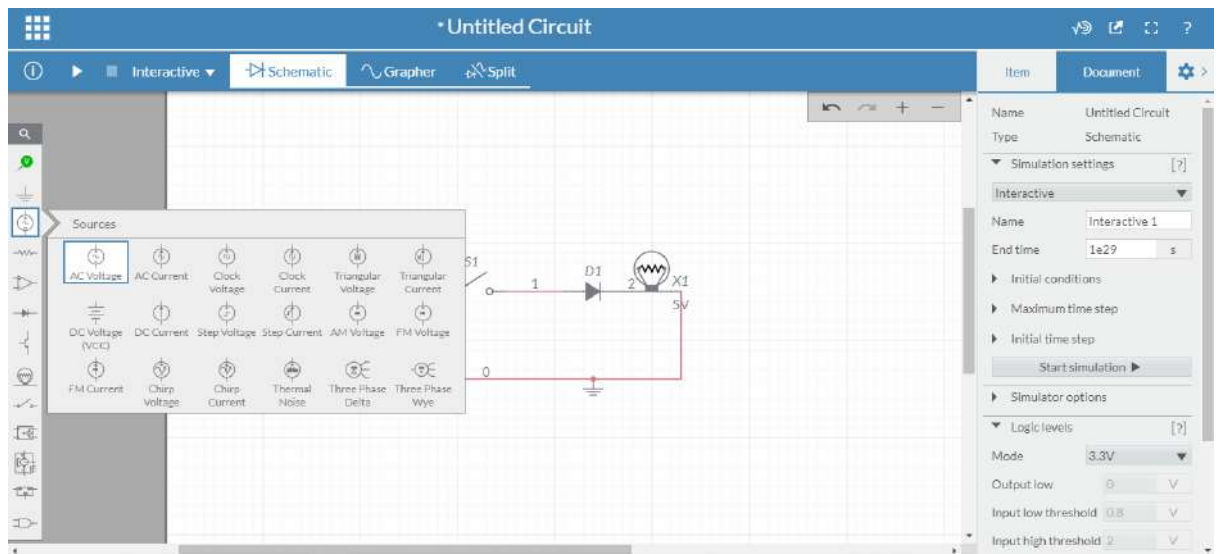 *Untitled Circuit
?
Interactive ▼ Schematic Grapher Split Item Document
Name Untitled Circuit
Type Schematic
Simulation settings [?]
Interactive
Name Interactive 1
End time 1e29 s
Initial conditions
Maximum time step
Initial time step
Start simulation ▶
Simulator options
Logic levels [?]
Mode 3.3V
Output low 0 V
Input low threshold 0.8 V
Input high threshold 2 V
Sources
AC Voltage AC Current Clock Voltage Clock Current Triangular Voltage Triangular Current
DC Voltage (VCC) DC Current Step Voltage Step Current AM Voltage FM Voltage
FM Current Chirp Voltage Chirp Current Thermal Noise Three Phase Delta Three Phase Wye
S1
1
D1
2
X1
5V
0